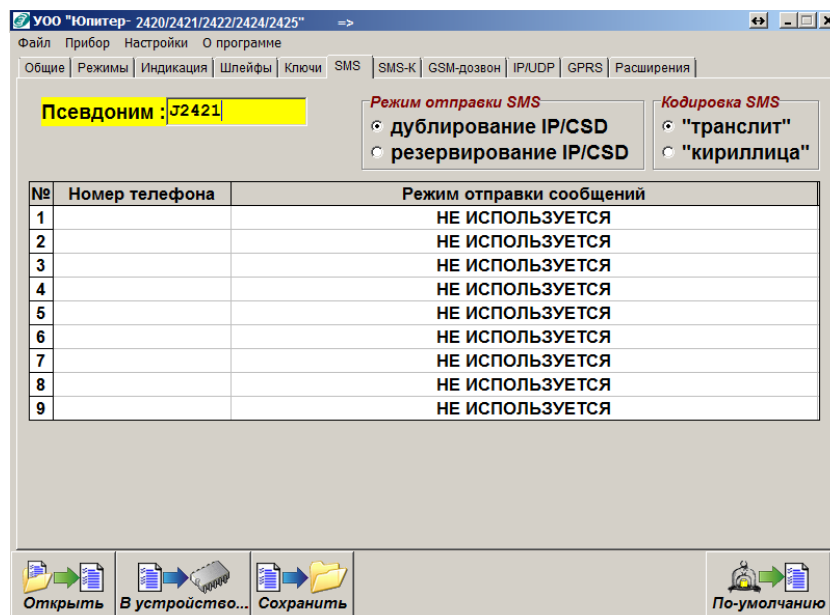 УОО "Юпитер- 2420/2421/2422/2424/2425" =>
Файл Прибор Настройки О программе
Общие Режимы Индикация Шлейфы Ключи SMS SMS-K GSM-дозвон IP/UDP GPRS Расширения
Псевдоним : J2421
Режим отправки SMS
дублирование IP/CSD
резервирование IP/CSD
Кодировка SMS
"транслит"
"кириллица"
№ Номер телефона Режим отправки сообщений
1 НЕ ИСПОЛЬЗУЕТСЯ
2 НЕ ИСПОЛЬЗУЕТСЯ
3 НЕ ИСПОЛЬЗУЕТСЯ
4 НЕ ИСПОЛЬЗУЕТСЯ
5 НЕ ИСПОЛЬЗУЕТСЯ
6 НЕ ИСПОЛЬЗУЕТСЯ
7 НЕ ИСПОЛЬЗУЕТСЯ
8 НЕ ИСПОЛЬЗУЕТСЯ
9 НЕ ИСПОЛЬЗУЕТСЯ
Открыть В устройство... Сохранить По-умолчанию